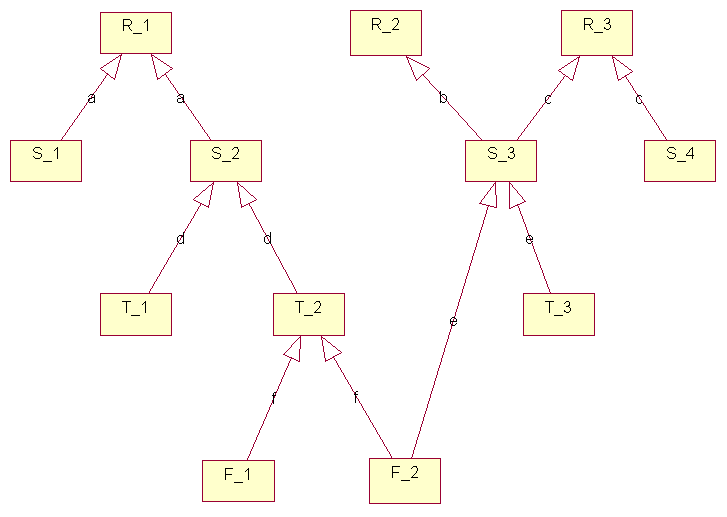 R_1
R_2
R_3
a
a
b
c
c
S_1
S_2
S_3
S_4
d
d
e
T_1
T_2
T_3
e
f
f
F_1
F_2